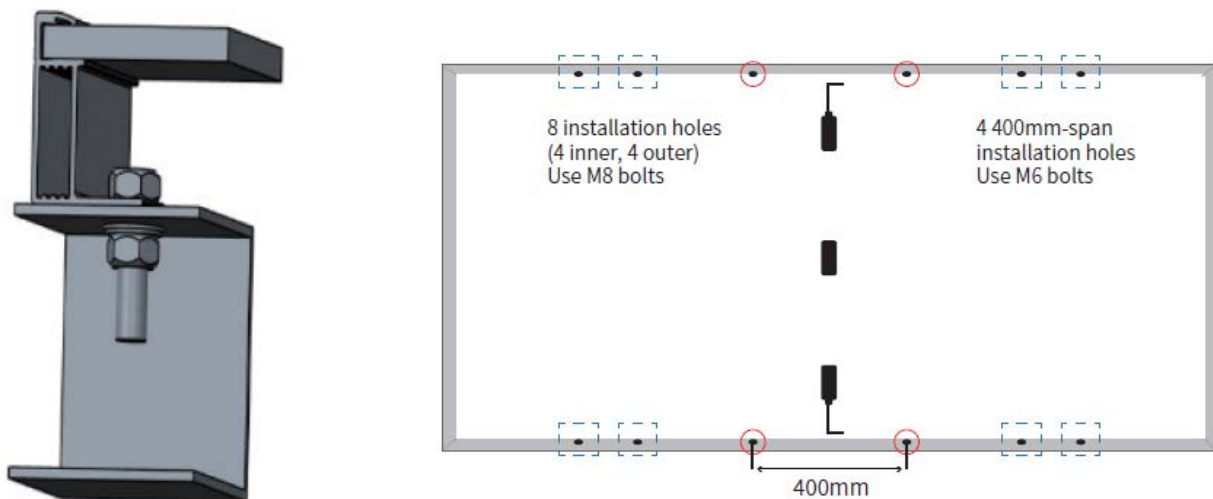 8 installation holes
(4 inner, 4 outer)
Use M8 bolts
4 400mm-span
installation holes
Use M6 bolts
400mm